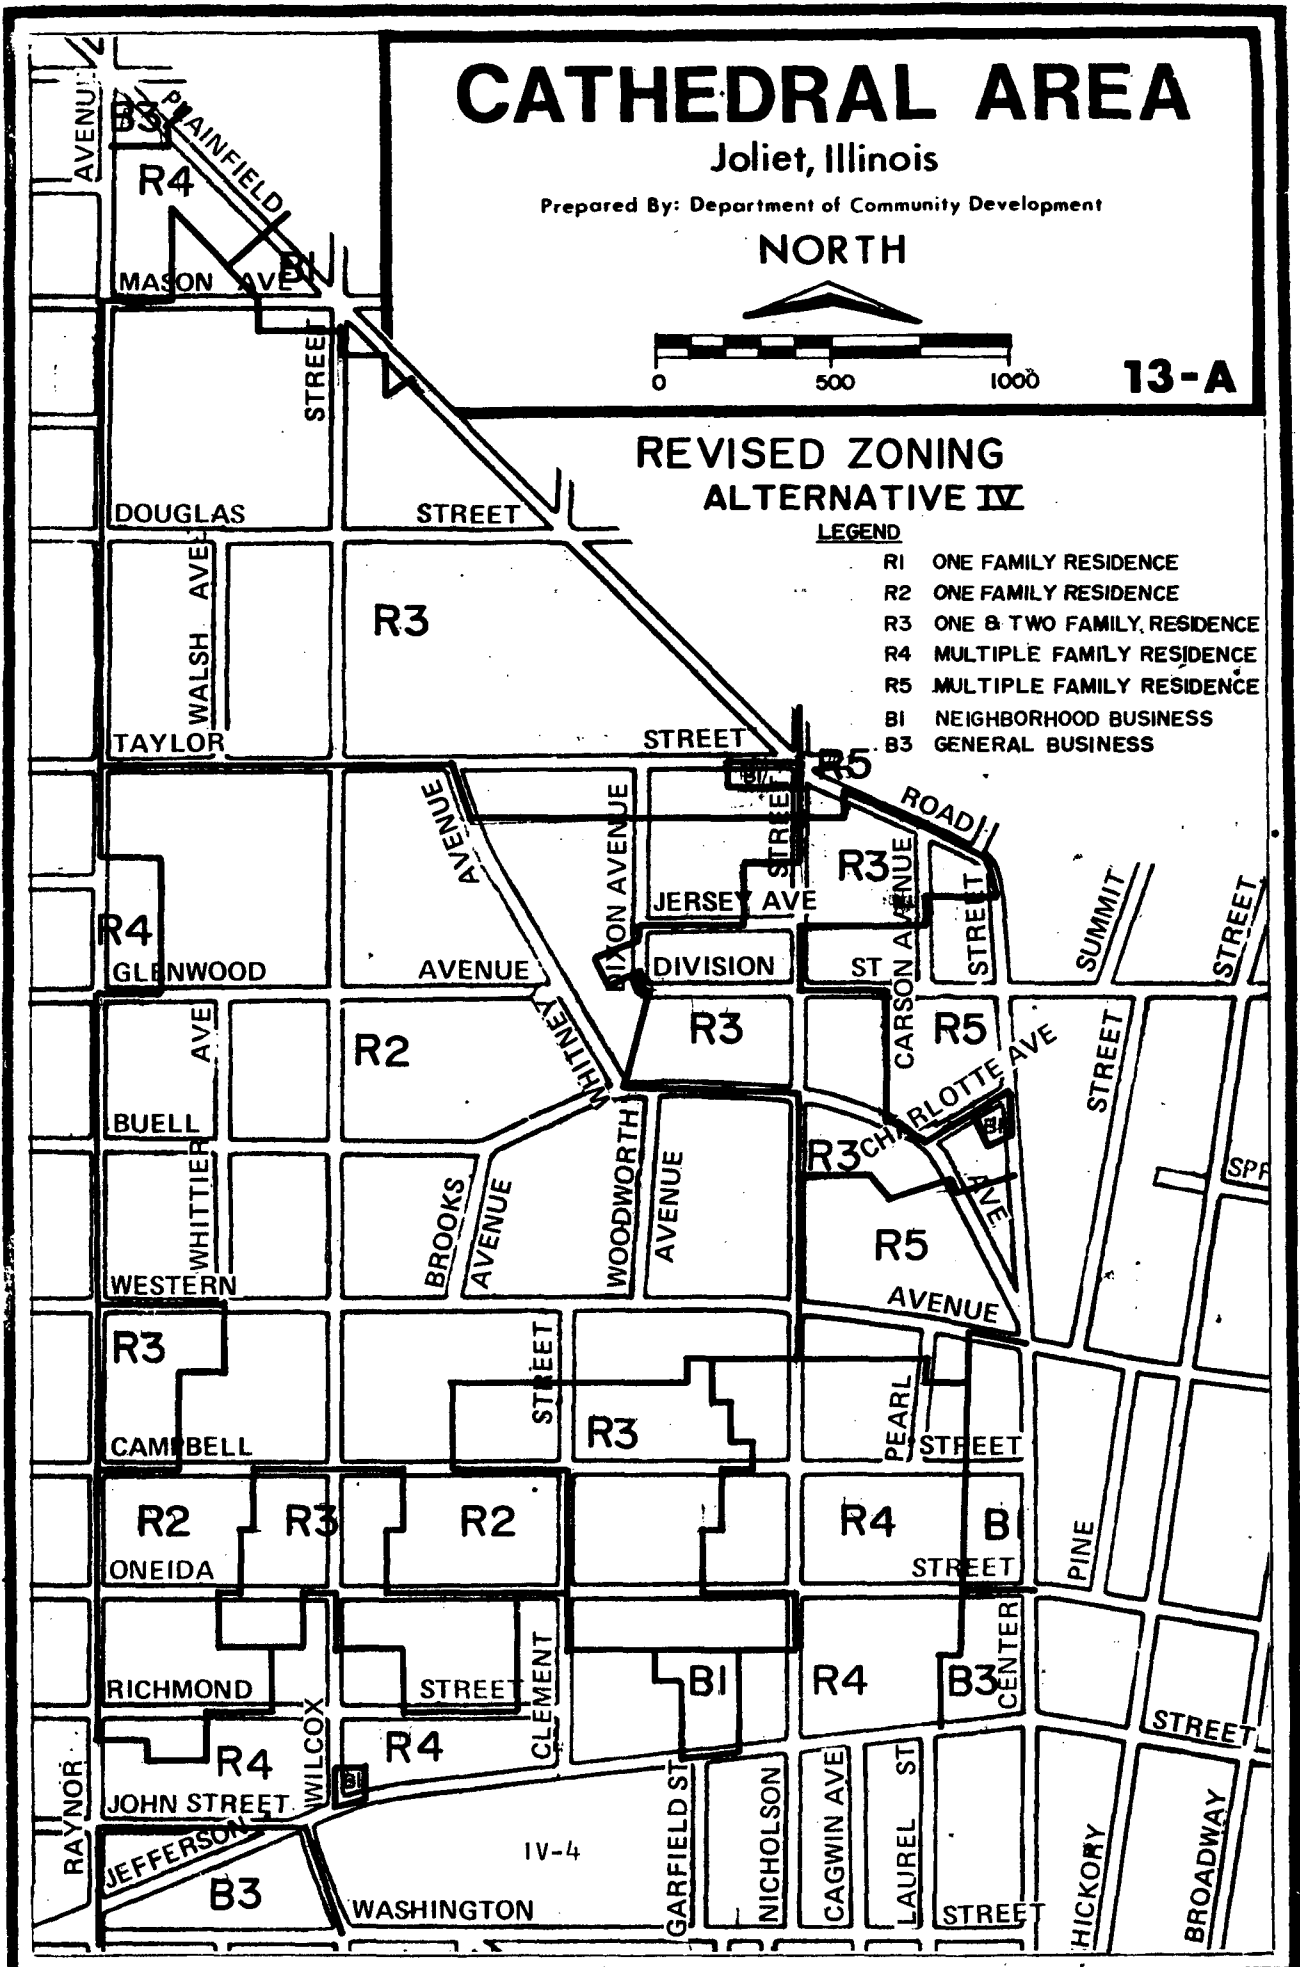 CATHEDRAL AREA
Joliet, Illinois
Prepared By: Department of Community Development
NORTH
0 500 1000
13-A
REVISED ZONING
ALTERNATIVE IV
LEGEND
R1 ONE FAMILY RESIDENCE
R2 ONE FAMILY RESIDENCE
R3 ONE & TWO FAMILY RESIDENCE
R4 MULTIPLE FAMILY RESIDENCE
R5 MULTIPLE FAMILY RESIDENCE
B1 NEIGHBORHOOD BUSINESS
B3 GENERAL BUSINESS
AVENUE
B3
PLAINFIELD
R4
B1
MASON AVE
STREET
DOUGLAS STREET
WALSH AVE
R3
TAYLOR STREET
B1
R5
ROAD
AVENUE
DIXON AVENUE
STREET
R3
CARSON AVENUE
STREET
SUMMIT
STREET
JERSEY AVE
R4
GLENWOOD AVENUE
DIVISION ST
AVE
R2
WHITNEY
R3
R5
STREET
CHARLOTTE AVE
B1
BUELL
WHITTIER
R3
SPR
BROOKS
AVENUE
WOODWORTH
AVENUE
AVE
R5
WESTERN AVENUE
R3
STREET
R3
PEARL
CAMPBELL STREET
R2 R3 R2 R4 B1
PINE
ONEIDA STREET
CENTER
B1 R4 B3
RICHMOND STREET
CLEMENT
STREET
WILCOX
R4 R4
B1
RAYNOR
JOHN STREET
JEFFERSON
B3
IV-4
WASHINGTON STREET
GARFIELD ST
NICHOLSON
CAGWIN AVE
LAUREL ST
HICKORY
BROADWAY